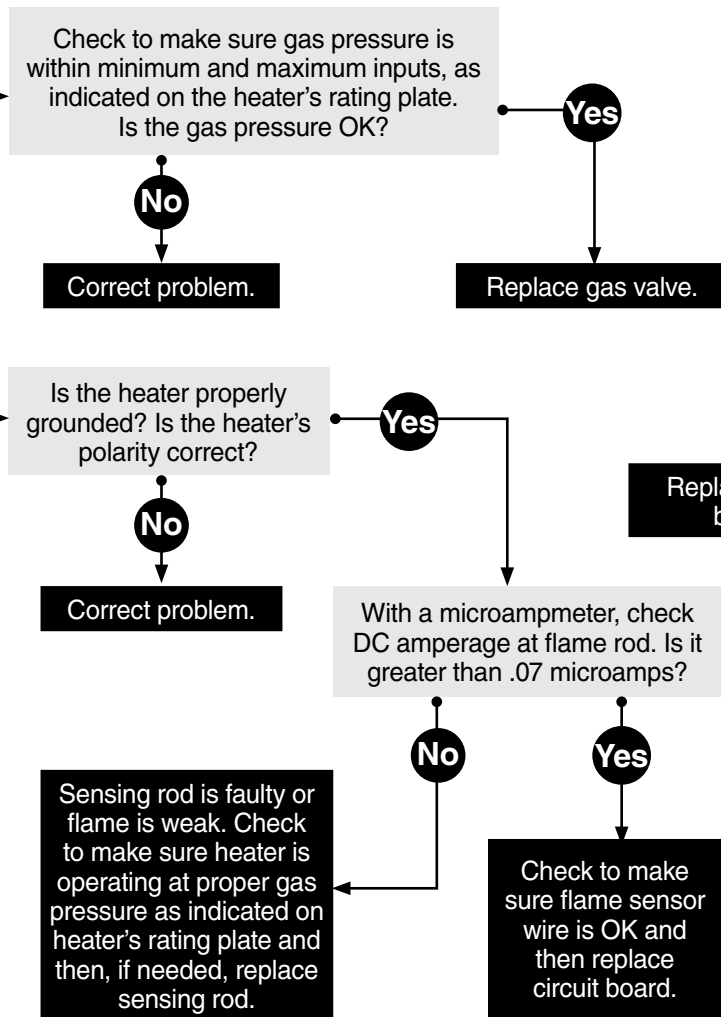 Check to make sure gas pressure is
within minimum and maximum inputs, as
indicated on the heater's rating plate.
Is the gas pressure OK?
Yes
No
Correct problem.
Replace gas valve.
Is the heater properly
grounded? Is the heater's
polarity correct?
Yes
No
Correct problem.
With a microampmeter, check
DC amperage at flame rod. Is it
greater than .07 microamps?
No
Yes
Sensing rod is faulty or
flame is weak. Check
to make sure heater is
operating at proper gas
pressure as indicated on
heater's rating plate and
then, if needed, replace
sensing rod.
Check to make
sure flame sensor
wire is OK and
then replace
circuit board.